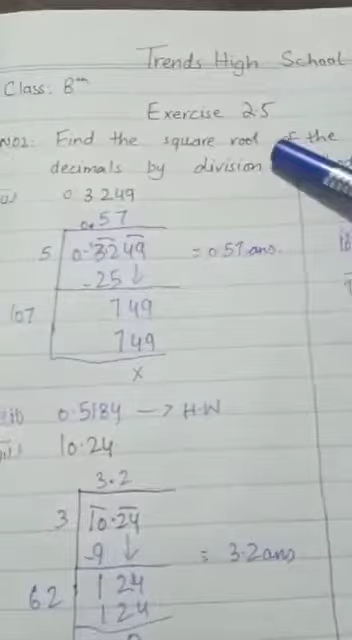 Trends High School
Class: 8th
Exercise 2.5
NO2: Find the square root of the
decimals by division
0.3249
0.57
5 0.3249 = 0.57 ans.
-25 ↓
107 749
749
x
0.5184 → H.W
10.24
3.2
3 10.24
-9 ↓ = 3.2 ans
62 124
124